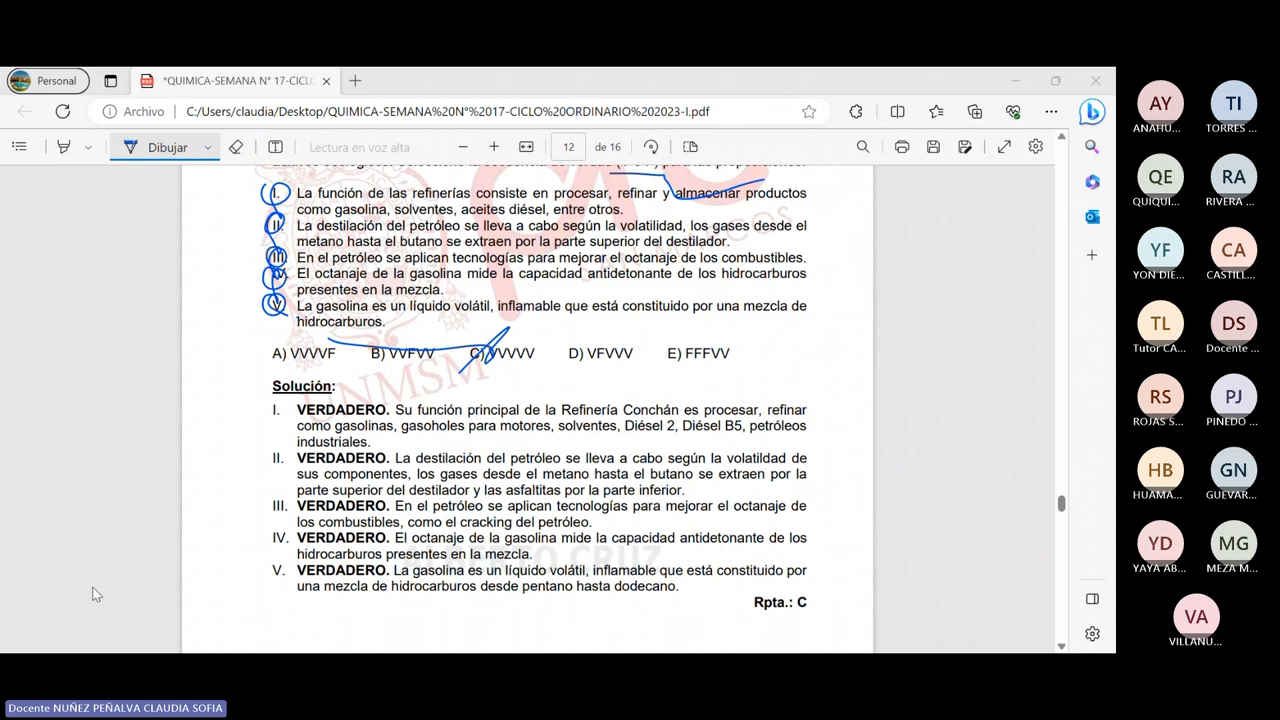 Personal
*QUIMICA-SEMANA N° 17-CICL
Archivo
C:/Users/claudia/Desktop/QUIMICA-SEMANA%20N°%2017-CICLO%20ORDINARIO%202023-I.pdf
Dibujar
Lectura en voz alta
12
de 16
I. La función de las refinerías consiste en procesar, refinar y almacenar productos
como gasolina, solventes, aceites diésel, entre otros.
II. La destilación del petróleo se lleva a cabo según la volatilidad, los gases desde el
metano hasta el butano se extraen por la parte superior del destilador.
III. En el petróleo se aplican tecnologías para mejorar el octanaje de los combustibles.
El octanaje de la gasolina mide la capacidad antidetonante de los hidrocarburos
presentes en la mezcla.
V. La gasolina es un líquido volátil, inflamable que está constituido por una mezcla de
hidrocarburos.
A) VVVVF B) VVFVV C) VVVVV D) VFVVV E) FFFVV
UNMSM
Solución:
I. VERDADERO. Su función principal de la Refinería Conchán es procesar, refinar
como gasolinas, gasoholes para motores, solventes, Diésel 2, Diésel B5, petróleos
industriales.
II. VERDADERO. La destilación del petróleo se lleva a cabo según la volatildad de
sus componentes, los gases desde el metano hasta el butano se extraen por la
parte superior del destilador y las asfaltitas por la parte inferior.
III. VERDADERO. En el petróleo se aplican tecnologías para mejorar el octanaje de
los combustibles, como el cracking del petróleo.
IV. VERDADERO. El octanaje de la gasolina mide la capacidad antidetonante de los
hidrocarburos presentes en la mezcla.
V. VERDADERO. La gasolina es un líquido volátil, inflamable que está constituido por
una mezcla de hidrocarburos desde pentano hasta dodecano.
Rpta.: C
AY
ANAHU...
TI
TORRES ...
QE
QUIQUI...
RA
RIVERA ...
YF
YON DIE...
CA
CASTILL...
TL
Tutor CA...
DS
Docente ...
RS
ROJAS S...
PJ
PINEDO ...
HB
HUAMA...
GN
GUEVAR...
YD
YAYA AB...
MG
MEZA M...
VA
VILLANU...
Docente NUÑEZ PEÑALVA CLAUDIA SOFIA